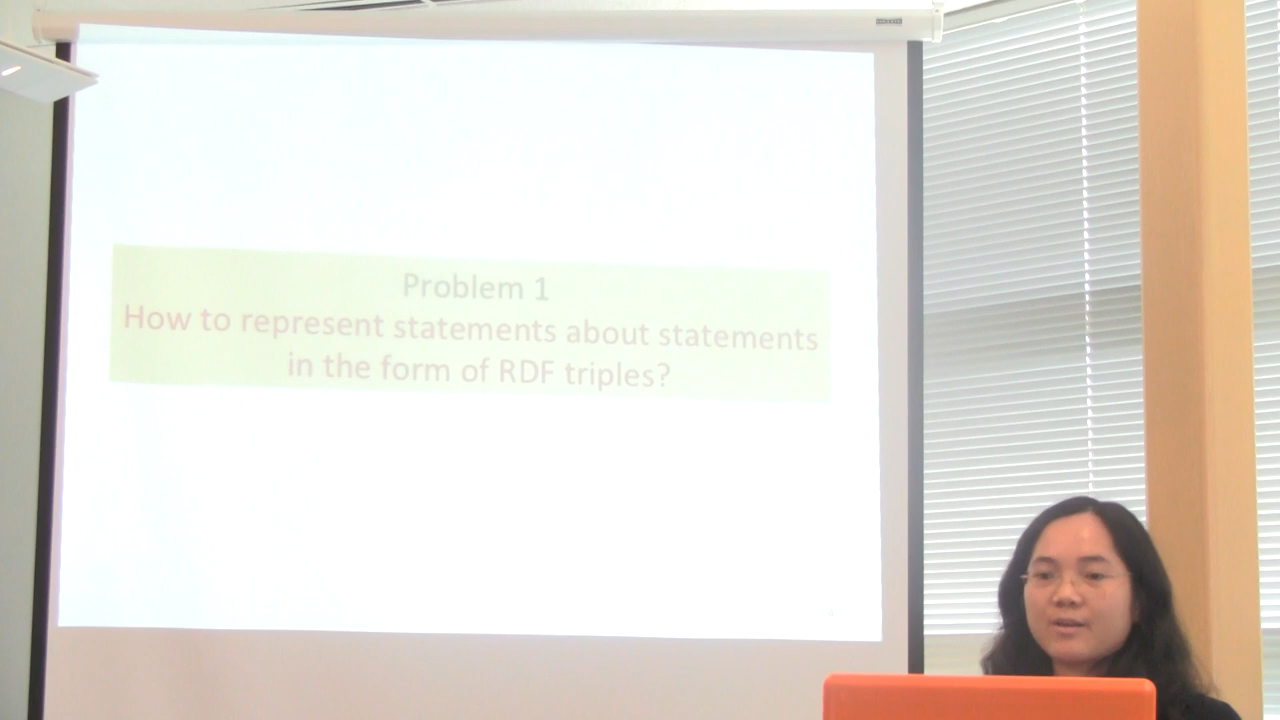 Problem 1
How to represent statements about statements
in the form of RDF triples?